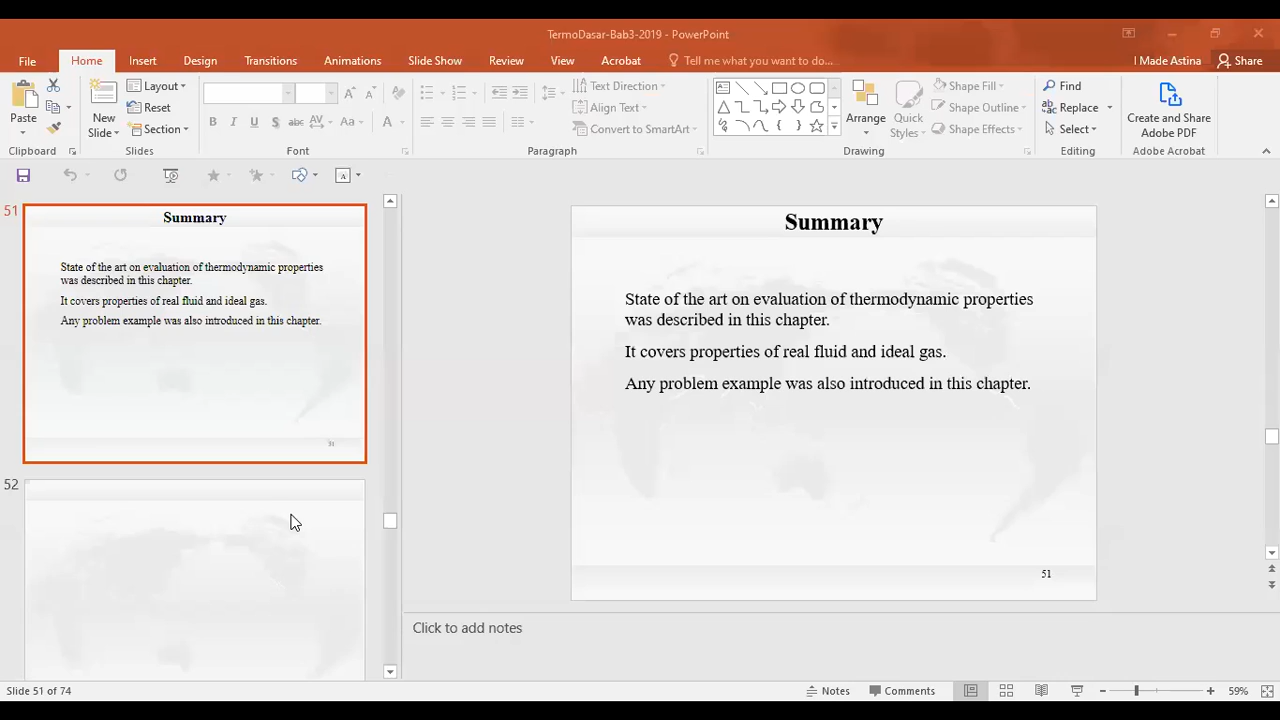 TermoDasar-Bab3-2019 - PowerPoint
File
Home
Insert
Design
Transitions
Animations
Slide Show
Review
View
Acrobat
Tell me what you want to do...
I Made Astina
Share
Paste
New
Slide
Layout
Reset
Section
B I U S abc AV Aa A
Text Direction
Align Text
Convert to SmartArt
Arrange
Quick
Styles
Shape Fill
Shape Outline
Shape Effects
Find
Replace
Select
Create and Share
Adobe PDF
Clipboard
Slides
Font
Paragraph
Drawing
Editing
Adobe Acrobat
51
Summary
State of the art on evaluation of thermodynamic properties
was described in this chapter.
It covers properties of real fluid and ideal gas.
Any problem example was also introduced in this chapter.
51
52
Summary
State of the art on evaluation of thermodynamic properties
was described in this chapter.
It covers properties of real fluid and ideal gas.
Any problem example was also introduced in this chapter.
51
Click to add notes
Slide 51 of 74
Notes
Comments
59%